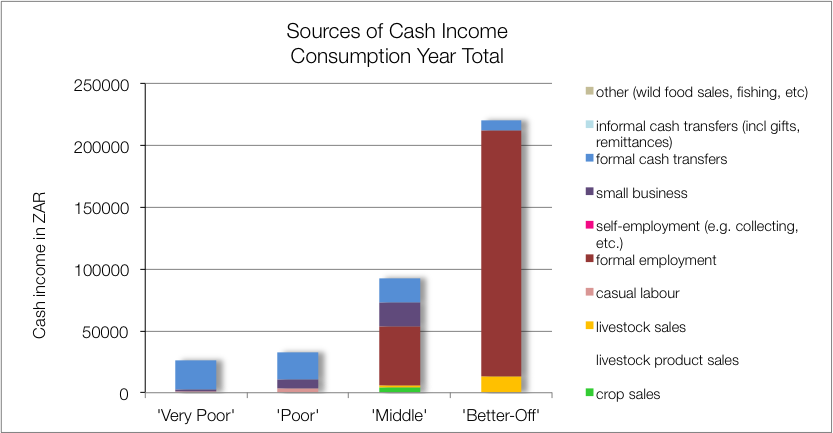 Sources of Cash Income
Consumption Year Total
Cash income in ZAR
250000
200000
150000
100000
50000
0
'Very Poor'
'Poor'
'Middle'
'Better-Off'
other (wild food sales, fishing, etc)
informal cash transfers (incl gifts,
remittances)
formal cash transfers
small business
self-employment (e.g. collecting,
etc.)
formal employment
casual labour
livestock sales
livestock product sales
crop sales